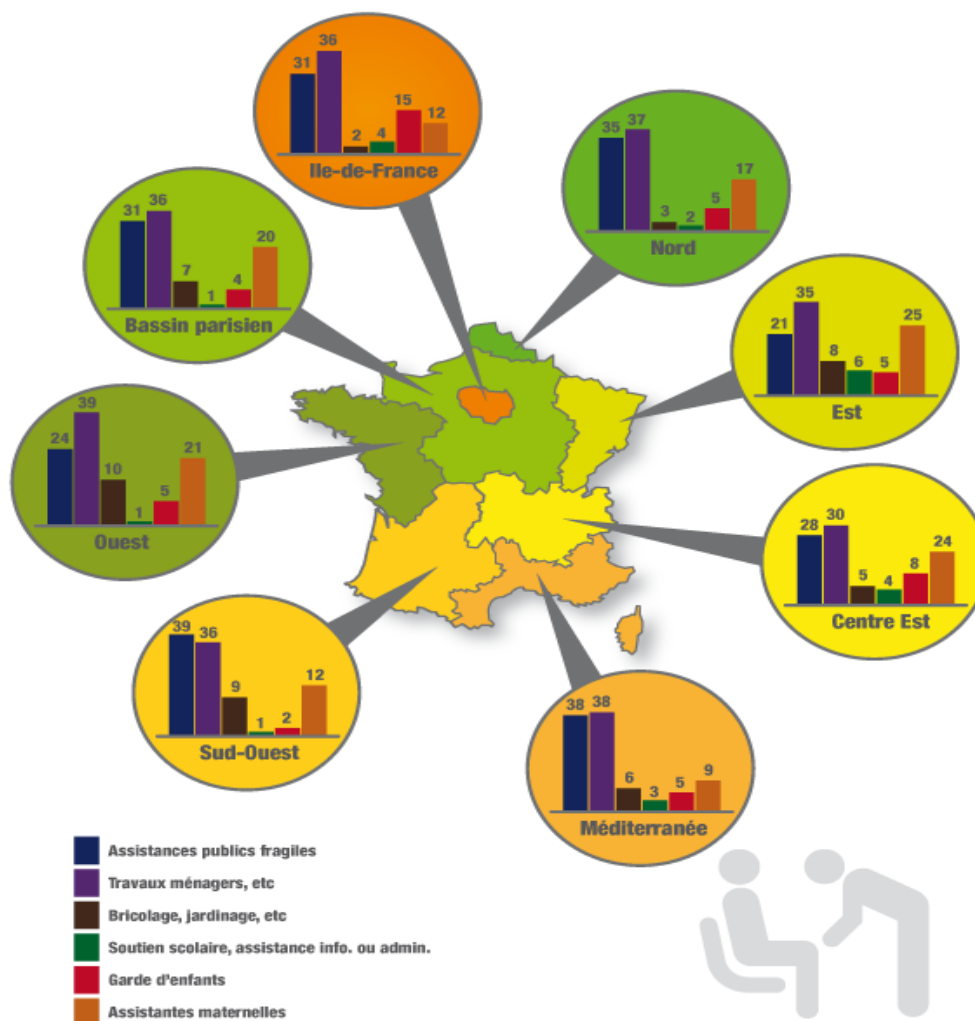 31 36 2 4 15 12
Ile-de-France
35 37 3 2 5 17
Nord
31 36 7 1 4 20
Bassin parisien
21 35 8 6 5 25
Est
24 39 10 1 5 21
Ouest
28 30 5 4 8 24
Centre Est
39 36 9 1 2 12
Sud-Ouest
38 38 6 3 5 9
Méditerranée
Assistances publics fragiles
Travaux ménagers, etc
Bricolage, jardinage, etc
Soutien scolaire, assistance info. ou admin.
Garde d'enfants
Assistantes maternelles